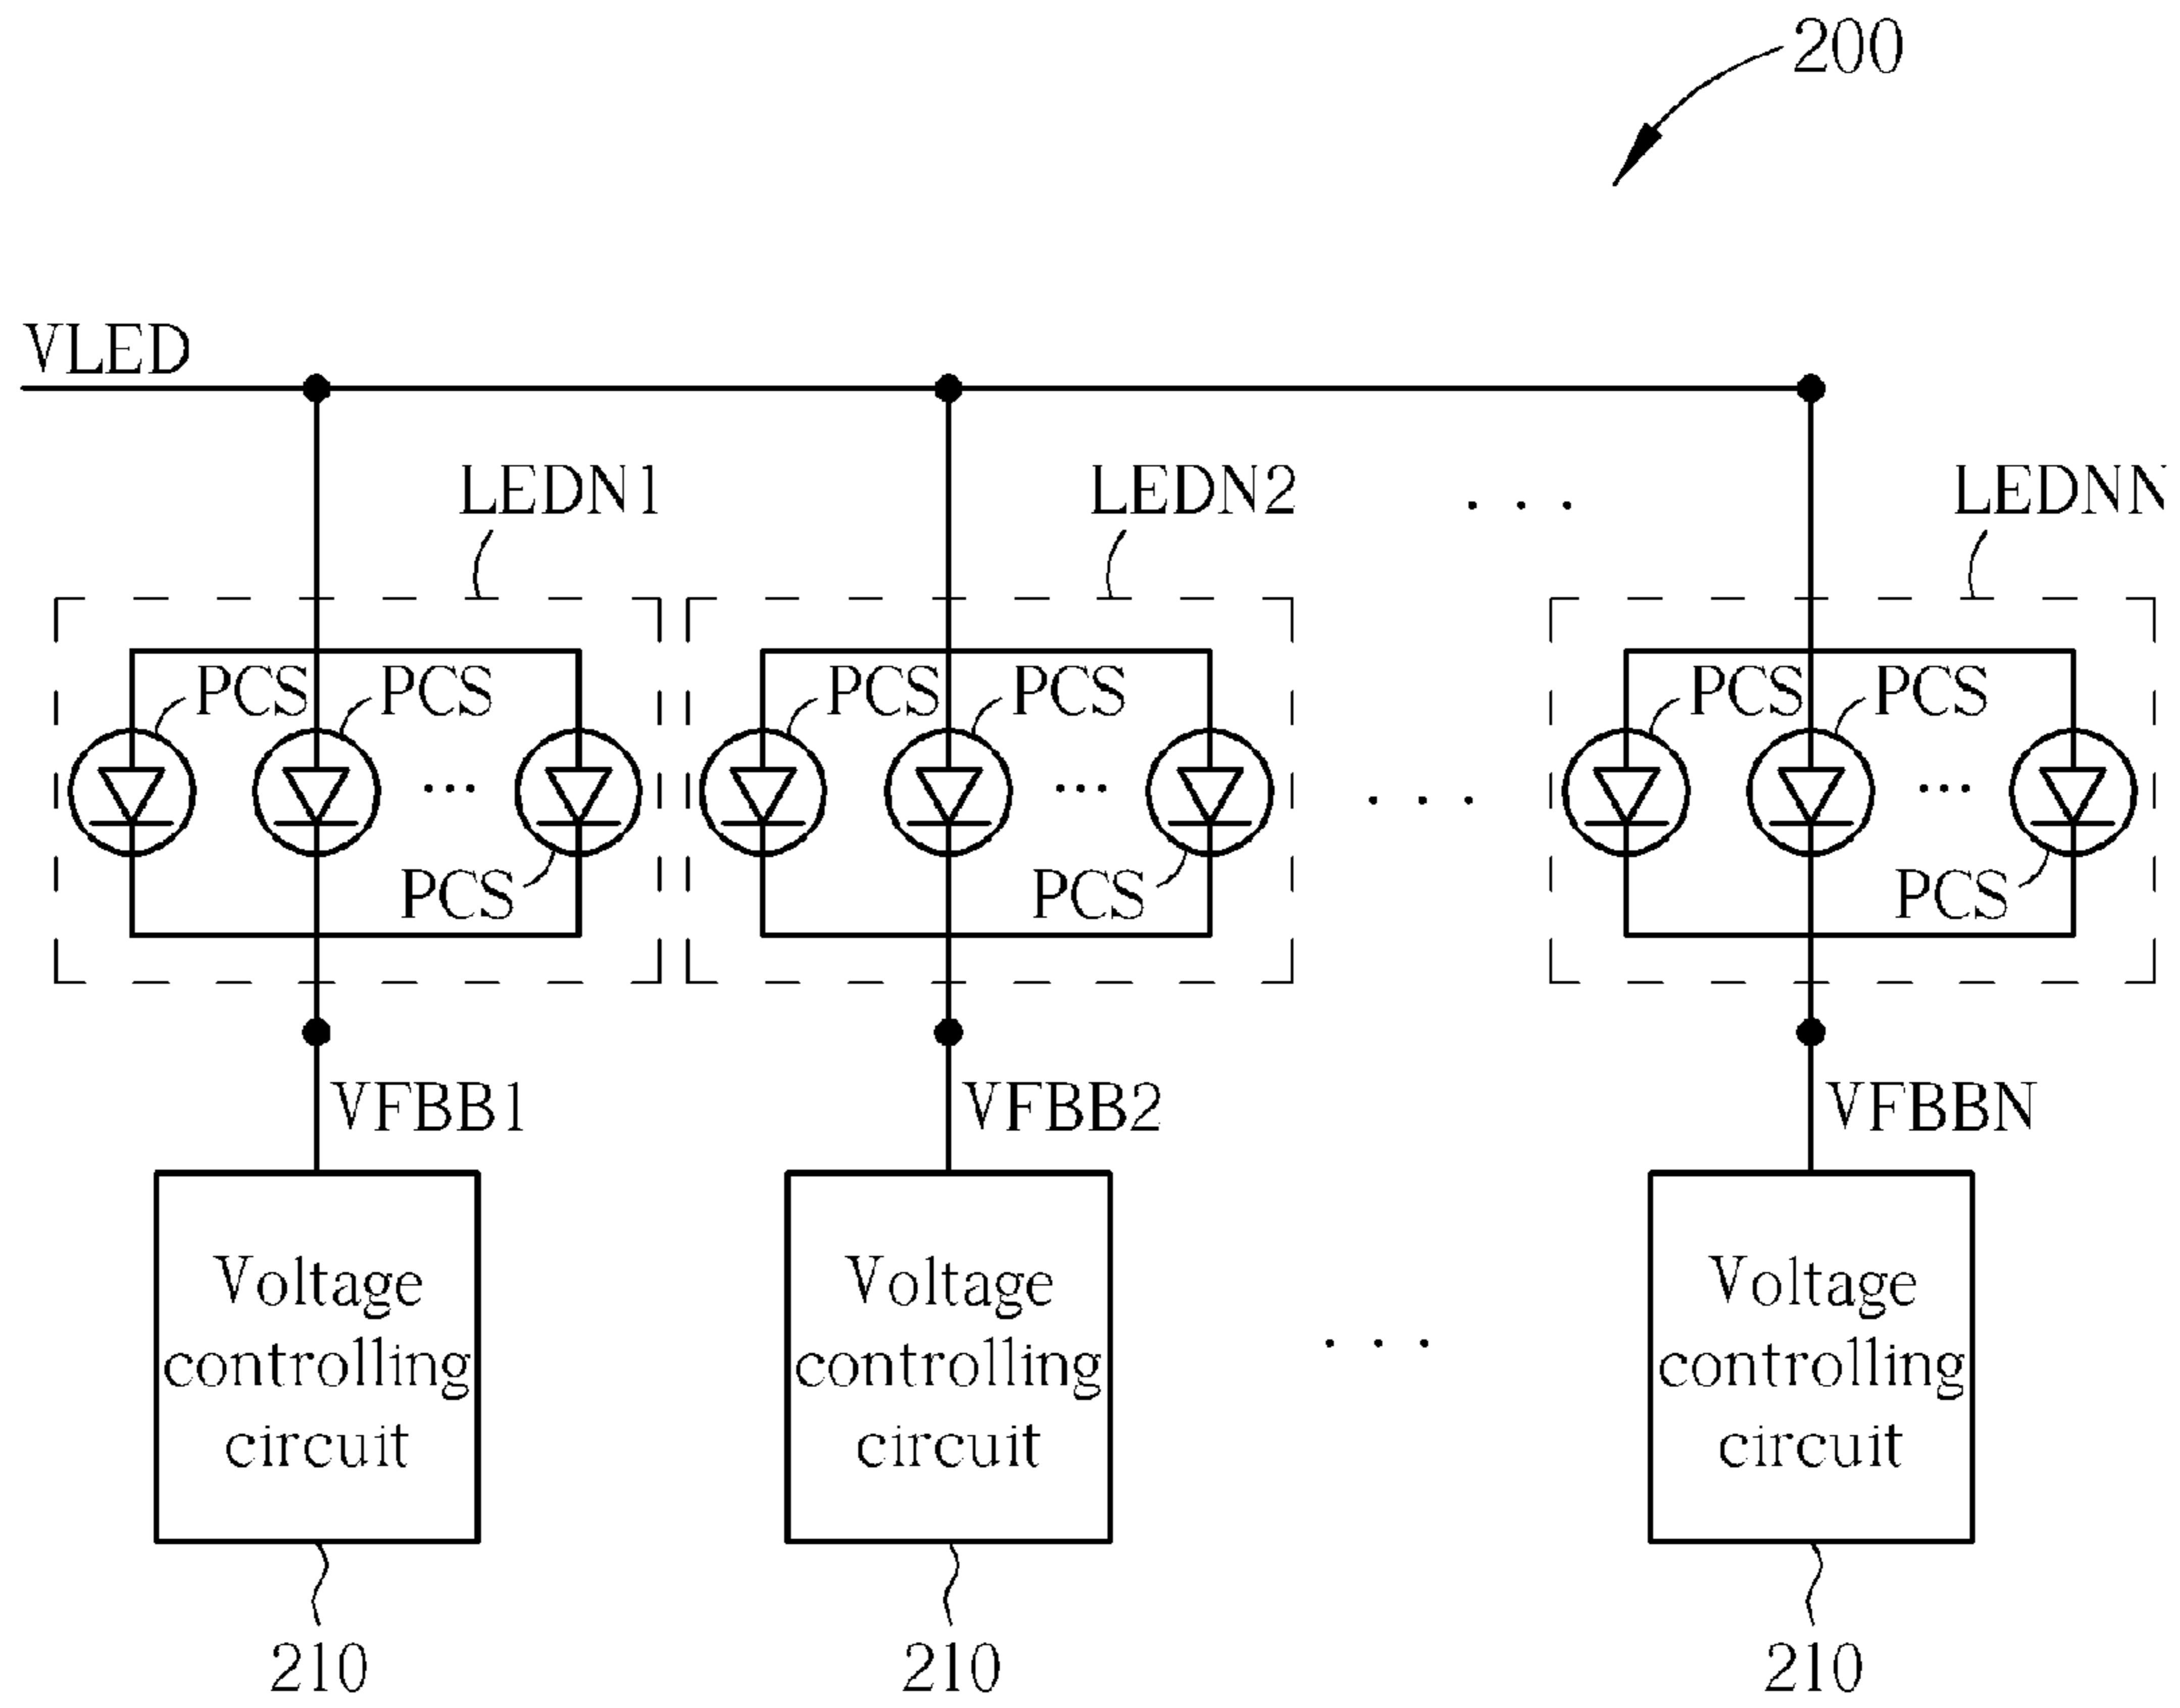 200
VLED
LEDN1
LEDN2
. . .
LEDNN
PCS
PCS
PCS
PCS
PCS
PCS
...
...
. . .
...
PCS
PCS
PCS
VFBB1
VFBB2
VFBBN
Voltage
controlling
circuit
Voltage
controlling
circuit
. . .
Voltage
controlling
circuit
210
210
210